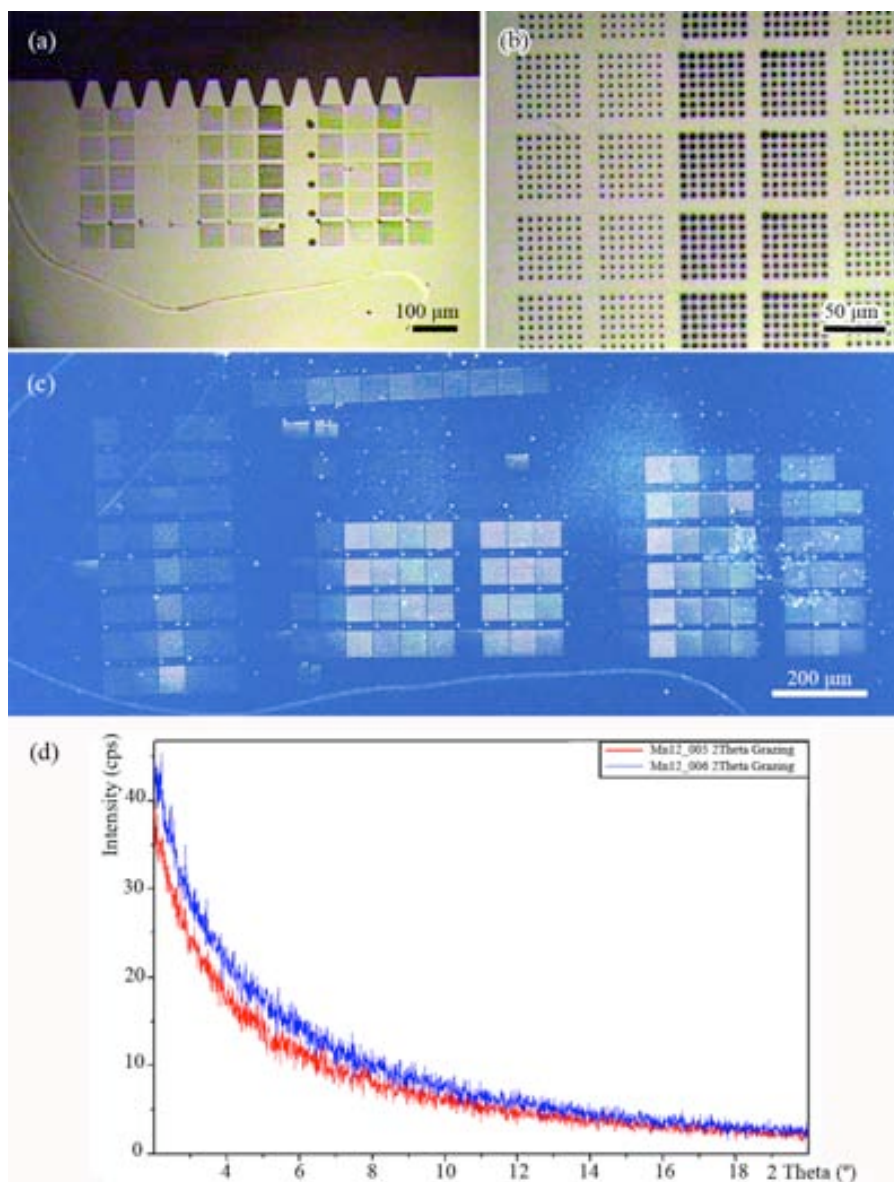 (a)
100 μm
(b)
50 μm
(c)
200 μm
(d)
Intensity (cps)
Mn12_005 2Theta Grazing
Mn12_006 2Theta Grazing
40
30
20
10
0
4 6 8 10 12 14 16 18 2 Theta (º)